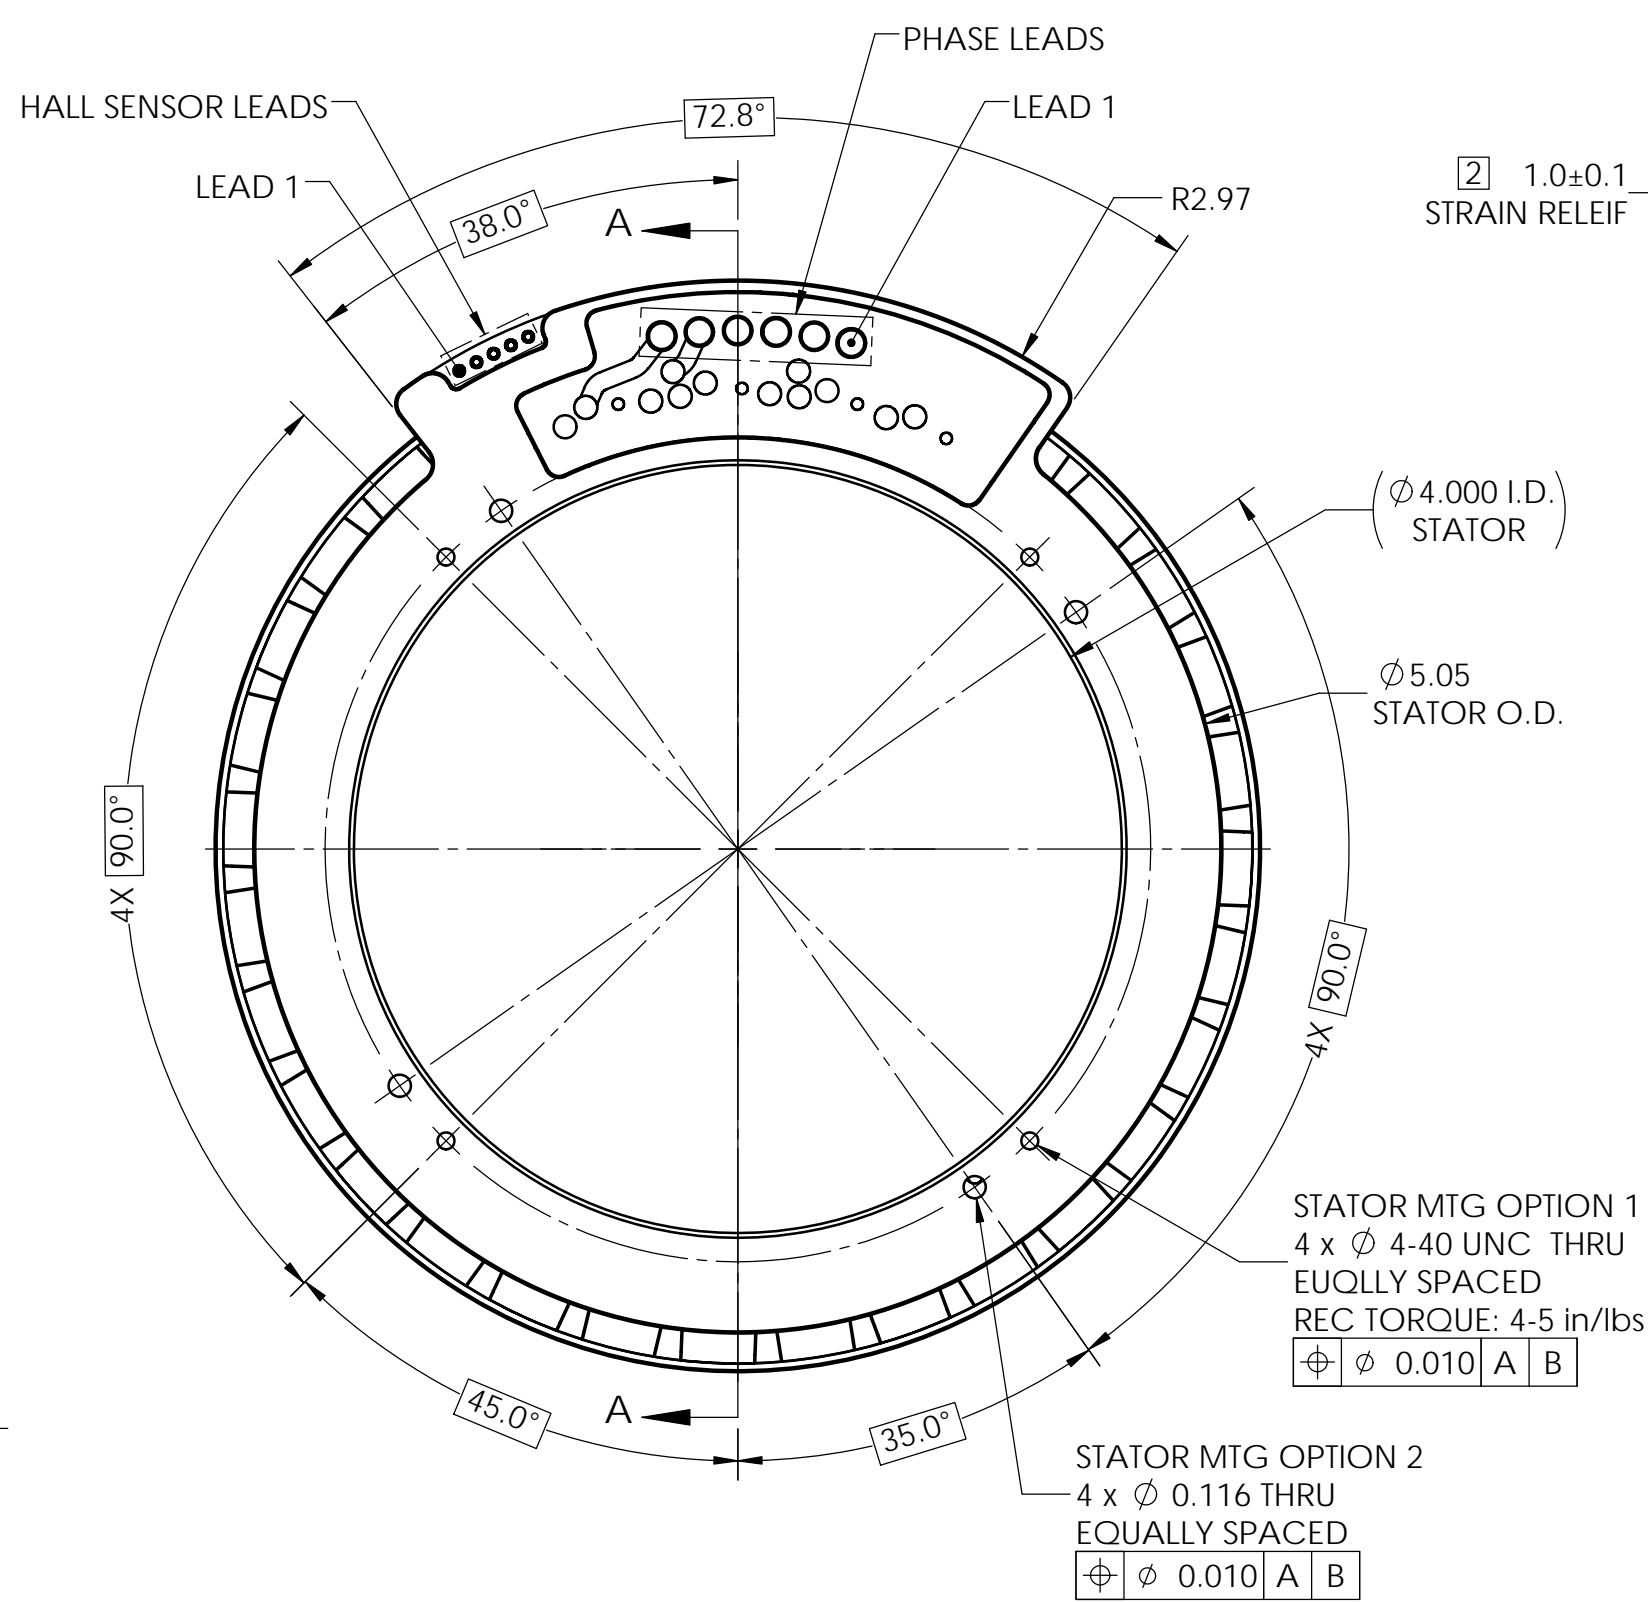 PHASE LEADS
HALL SENSOR LEADS
72.8°
LEAD 1
LEAD 1
38.0°
A
R2.97
2 1.0±0.1
STRAIN RELEIF
(⌀4.000 I.D.
STATOR)
⌀5.05
STATOR O.D.
4X 90.0°
4X 90.0°
STATOR MTG OPTION 1
4 x ⌀ 4-40 UNC THRU
EUQLLY SPACED
REC TORQUE: 4-5 in/lbs
⌖ ⌀ 0.010 A B
45.0°
A
35.0°
STATOR MTG OPTION 2
4 x ⌀ 0.116 THRU
EQUALLY SPACED
⌖ ⌀ 0.010 A B